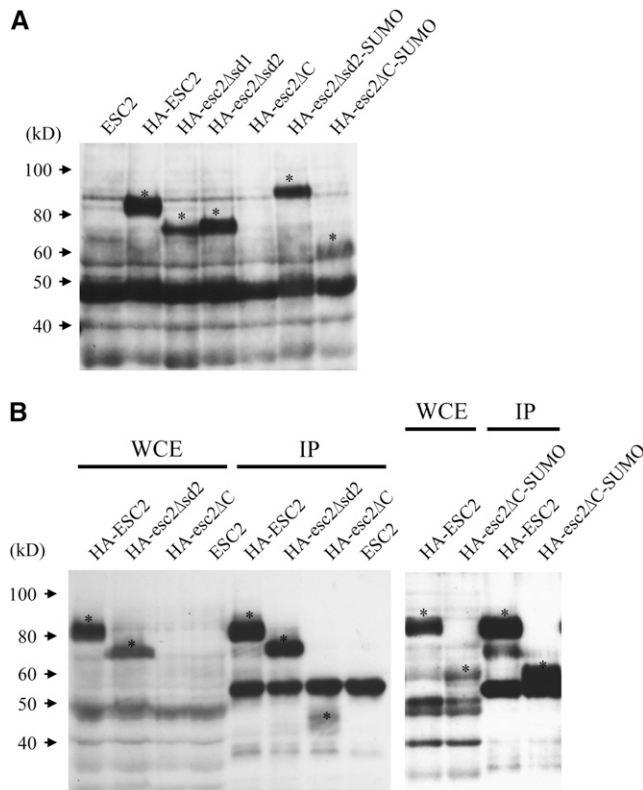 A
(kD)
ESC2
HA-ESC2
HA-esc2Δsd1
HA-esc2Δsd2
HA-esc2ΔC
HA-esc2Δsd2-SUMO
HA-esc2ΔC-SUMO
100
80
60
50
40
*
*
*
*
*
B
WCE
IP
WCE
IP
(kD)
HA-ESC2
HA-esc2Δsd2
HA-esc2ΔC
ESC2
HA-ESC2
HA-esc2Δsd2
HA-esc2ΔC
ESC2
HA-ESC2
HA-esc2ΔC-SUMO
HA-ESC2
HA-esc2ΔC-SUMO
100
80
60
50
40
*
*
*
*
*
*
*
*
*